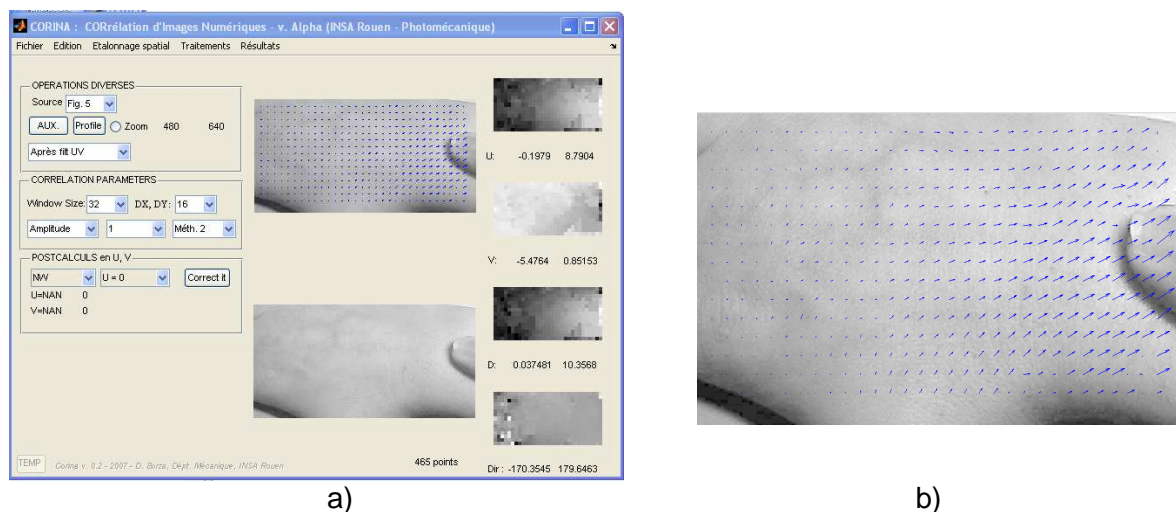 CORINA : CORrélation d'Images Numériques - v. Alpha (INSA Rouen - Photomécanique)
Fichier Edition Etalonnage spatial Traitements Résultats
OPERATIONS DIVERSES
Source Fig. 5
AUX. Profile Zoom 480 640
Après filt UV
CORRELATION PARAMETERS
Window Size: 32 DX, DY: 16
Amplitude 1 Méth. 2
POSTCALCULS en U, V
NW U = 0 Correct it
U=NAN 0
V=NAN 0
U: -0.1979 8.7904
V: -5.4764 0.85153
D: 0.037481 10.3568
465 points
Dir : -170.3545 179.6463
TEMP Corina v. 0.2 - 2007 - D. Borza, Dépt. Mécanique, INSA Rouen
a) b)